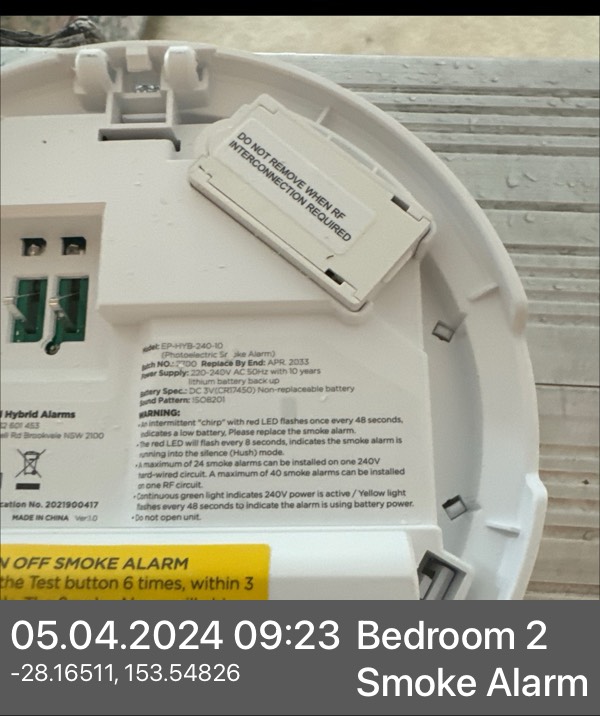 DO NOT REMOVE WHEN RF
INTERCONNECTION REQUIRED
Model: EP-HYB-240-10
(Photoelectric Alarm)
NO.: Replace By End: APR. 2033
Power Supply: 220-240V AC 50Hz with 10 years
lithium battery back up
Battery Spec.: DC 3V(CR17450) Non-replaceable battery
Sound Pattern: ISO8201
WARNING:
•An intermittent "chirp" with red LED flashes once every 48 seconds,
indicates a low battery, Please replace the smoke alarm.
•The red LED will flash every 8 seconds, indicates the smoke alarm is
running into the silence (Hush) mode.
•A maximum of 24 smoke alarms can be installed on one 240V
hard-wired circuit. A maximum of 40 smoke alarms can be installed
on one RF circuit.
•Continuous green light indicates 240V power is active / Yellow light
flashes every 48 seconds to indicate the alarm is using battery power.
•Do not open unit.
Hybrid Alarms
601 453
Rd Brookvale NSW 2100
No. 2021900417
MADE IN CHINA Ver1.0
N OFF SMOKE ALARM
the Test button 6 times, within 3
05.04.2024 09:23
-28.16511, 153.54826
Bedroom 2
Smoke Alarm